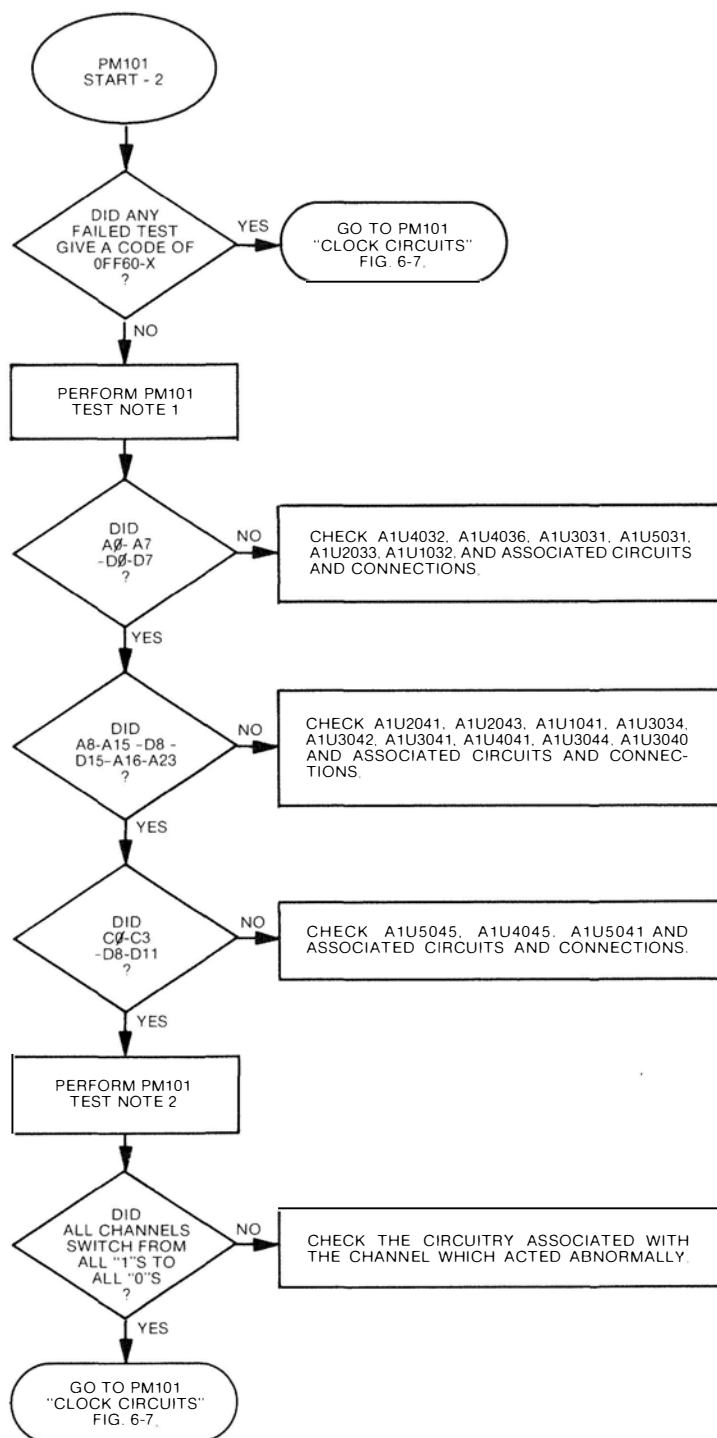 PM101
START - 2
DID ANY
FAILED TEST
GIVE A CODE OF
0FF60-X
?
YES
GO TO PM101
"CLOCK CIRCUITS"
FIG. 6-7.
NO
PERFORM PM101
TEST NOTE 1
DID
AØ- A7
-DØ-D7
?
NO
CHECK A1U4032, A1U4036, A1U3031, A1U5031,
A1U2033, A1U1032, AND ASSOCIATED CIRCUITS
AND CONNECTIONS.
YES
DID
A8-A15 -D8 -
D15-A16-A23
?
NO
CHECK A1U2041, A1U2043, A1U1041, A1U3034,
A1U3042, A1U3041, A1U4041, A1U3044, A1U3040
AND ASSOCIATED CIRCUITS AND CONNEC-
TIONS.
YES
DID
CØ-C3
-D8-D11
?
NO
CHECK A1U5045, A1U4045, A1U5041 AND
ASSOCIATED CIRCUITS AND CONNECTIONS.
YES
PERFORM PM101
TEST NOTE 2
DID
ALL CHANNELS
SWITCH FROM
ALL "1"S TO
ALL "0"S
?
NO
CHECK THE CIRCUITRY ASSOCIATED WITH
THE CHANNEL WHICH ACTED ABNORMALLY.
YES
GO TO PM101
"CLOCK CIRCUITS"
FIG. 6-7.